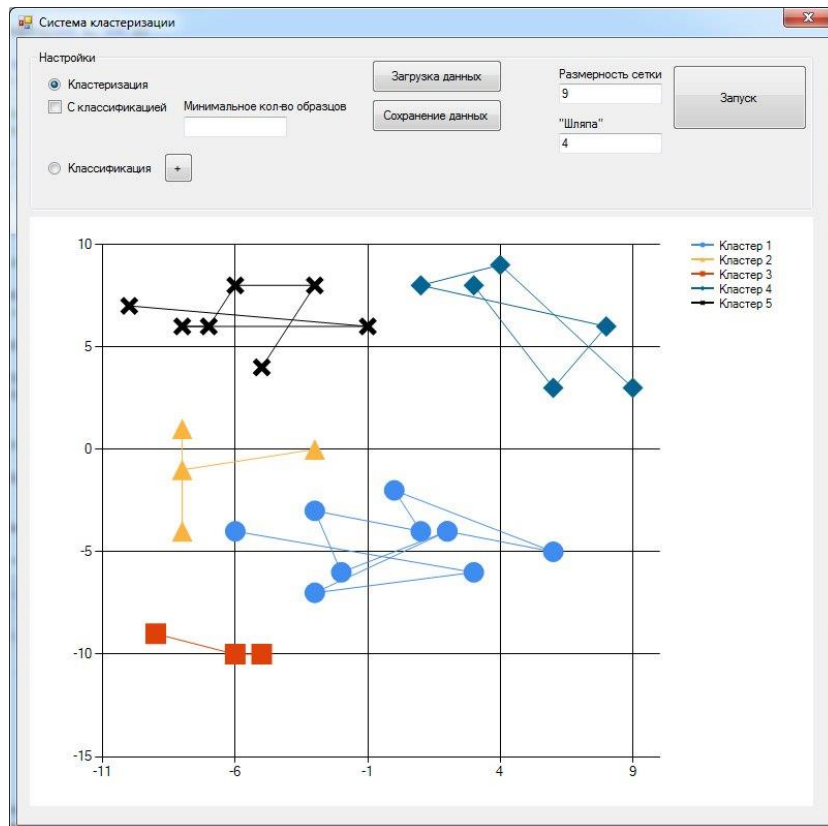 Система кластеризации
Настройки
Кластеризация
С классификацией
Минимальное кол-во образцов
Классификация
+
Загрузка данных
Сохранение данных
Размерность сетки
9
"Шляпа"
4
Запуск
10
5
0
-5
-10
-15
-11
-6
-1
4
9
Кластер 1
Кластер 2
Кластер 3
Кластер 4
Кластер 5